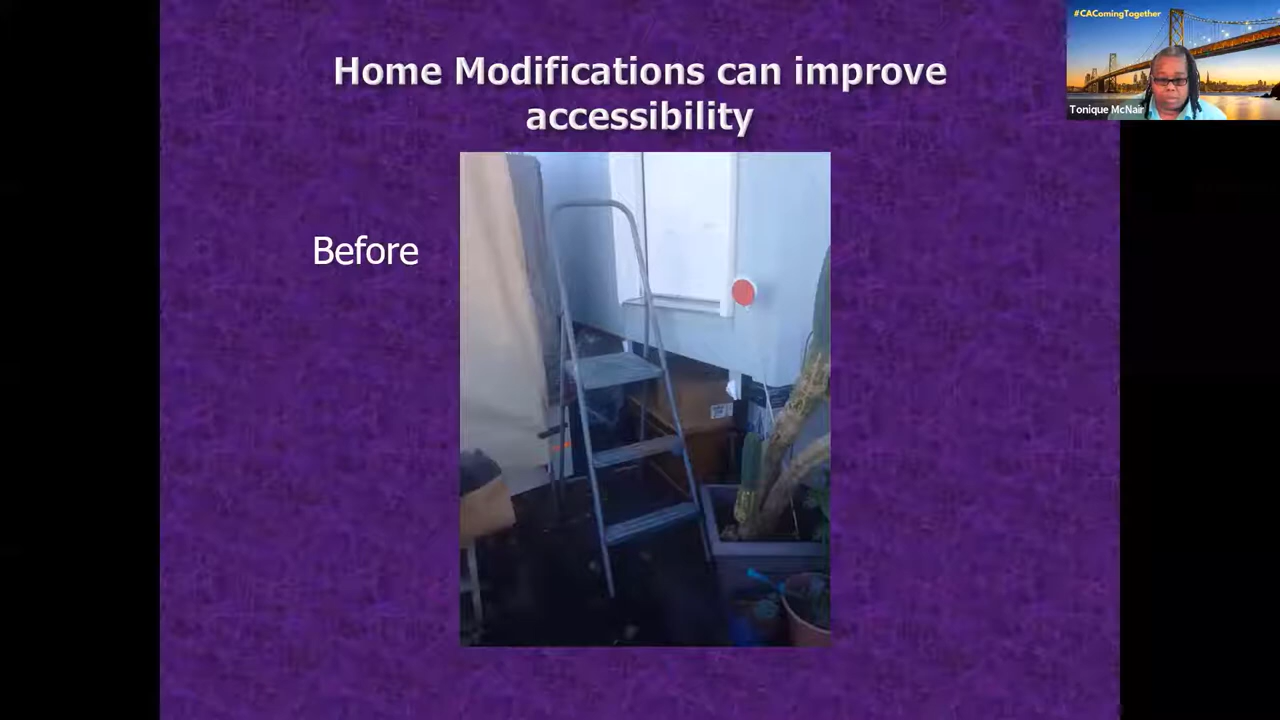 #CAComingTogether
Home Modifications can improve
accessibility
Tonique McNair
Before